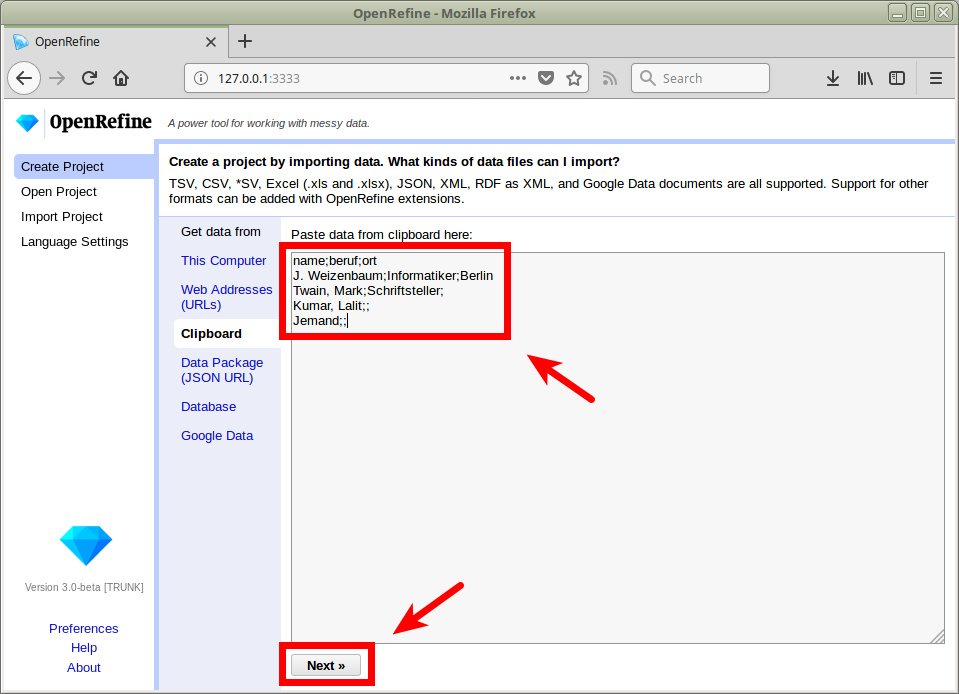 OpenRefine - Mozilla Firefox
OpenRefine
127.0.0.1:3333
Search
OpenRefine
A power tool for working with messy data.
Create Project
Open Project
Import Project
Language Settings
Create a project by importing data. What kinds of data files can I import?
TSV, CSV, *SV, Excel (.xls and .xlsx), JSON, XML, RDF as XML, and Google Data documents are all supported. Support for other
formats can be added with OpenRefine extensions.
Get data from
This Computer
Web Addresses
(URLs)
Clipboard
Data Package
(JSON URL)
Database
Google Data
Paste data from clipboard here:
name;beruf;ort
J. Weizenbaum;Informatiker;Berlin
Twain, Mark;Schriftsteller;
Kumar, Lalit;;
Jemand;;
Next »
Version 3.0-beta [TRUNK]
Preferences
Help
About